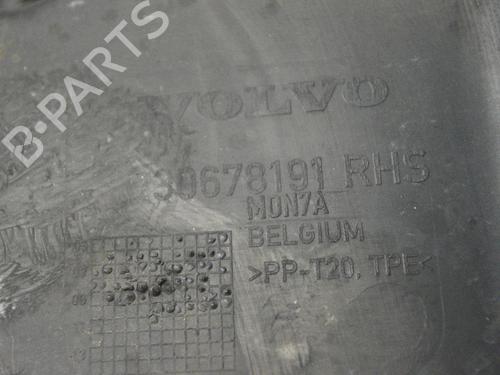 B-PARTS
VOLVO
30678191 RHS
MON7A
BELGIUM
>PP-T20, TPE<